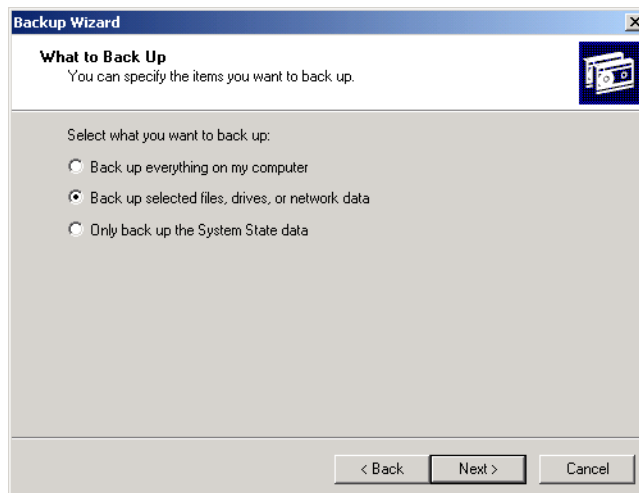 Backup Wizard
What to Back Up
You can specify the items you want to back up.
Select what you want to back up:
Back up everything on my computer
Back up selected files, drives, or network data
Only back up the System State data
< Back
Next >
Cancel